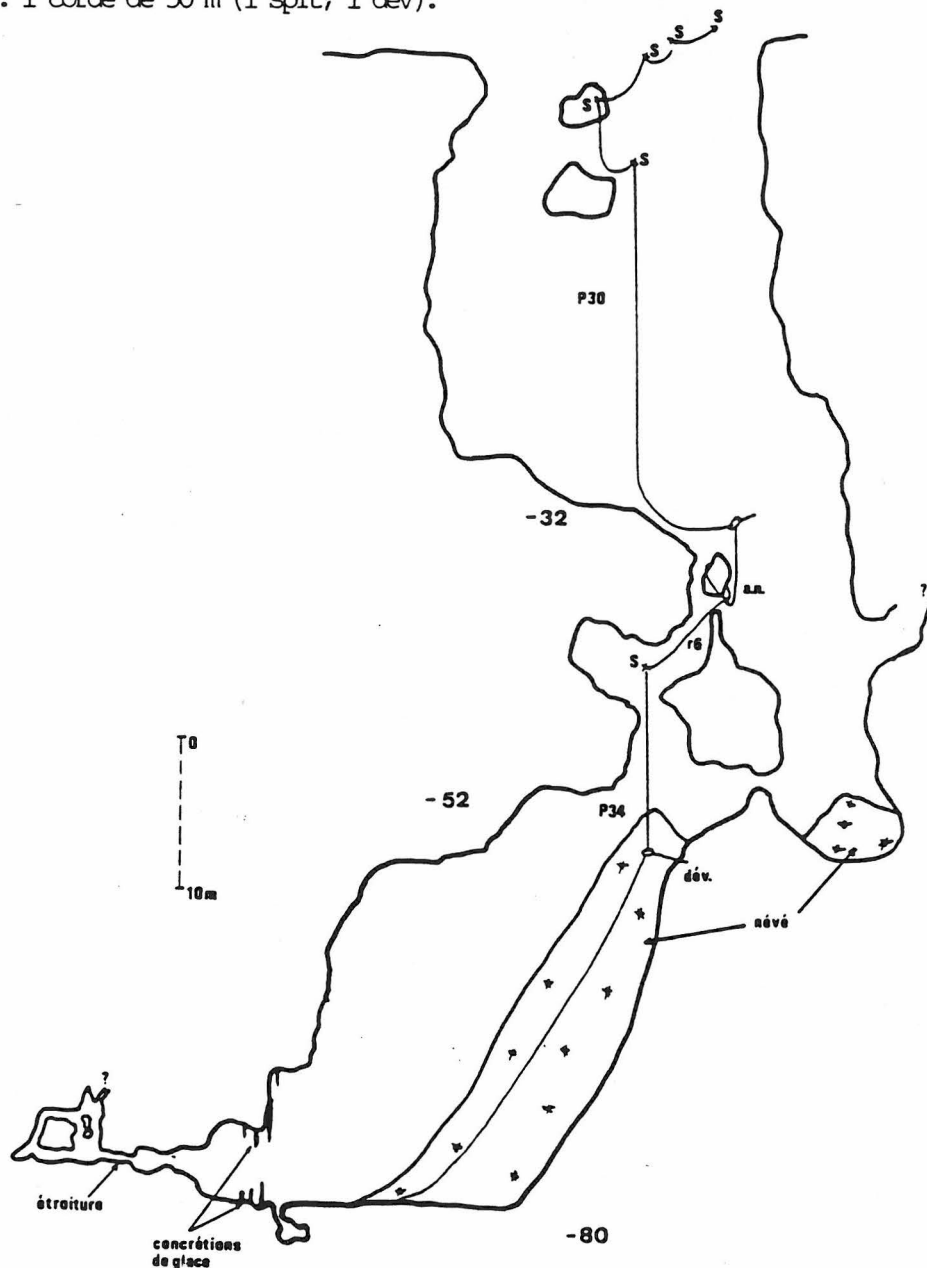 . 1 corde de 50 m (1 spit, 1 dév).
S
S
S
S
S
P30
-32
a.n.
?
r6
S
0
-52
P34
10m
dév.
névé
?
étroiture
concrétions
de glace
-80